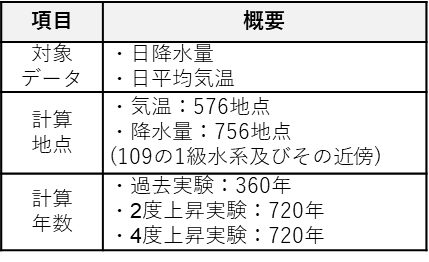 項目 概要
対象
データ
・日降水量
・日平均気温
計算
地点
・気温：576地点
・降水量：756地点
(109の1級水系及びその近傍)
計算
年数
・過去実験：360年
・2度上昇実験：720年
・4度上昇実験：720年